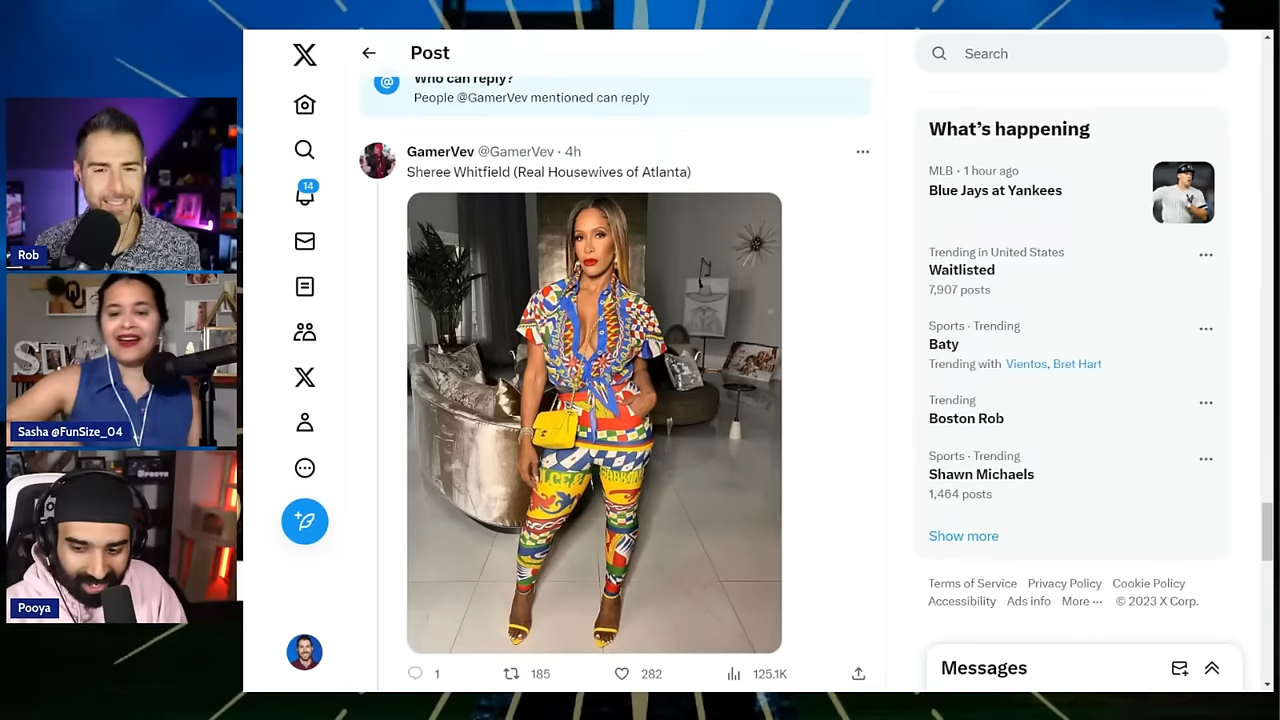 Rob
Sasha @FunSize_04
Pooya
14
Post
Who can reply?
People @GamerVev mentioned can reply
GamerVev @GamerVev · 4h
Sheree Whitfield (Real Housewives of Atlanta)
1 185 282 125.1K
Search
What's happening
MLB · 1 hour ago
Blue Jays at Yankees
Trending in United States
Waitlisted
7,907 posts
Sports · Trending
Baty
Trending with Vientos, Bret Hart
Trending
Boston Rob
Sports · Trending
Shawn Michaels
1,464 posts
Show more
Terms of Service Privacy Policy Cookie Policy
Accessibility Ads info More ··· © 2023 X Corp.
Messages